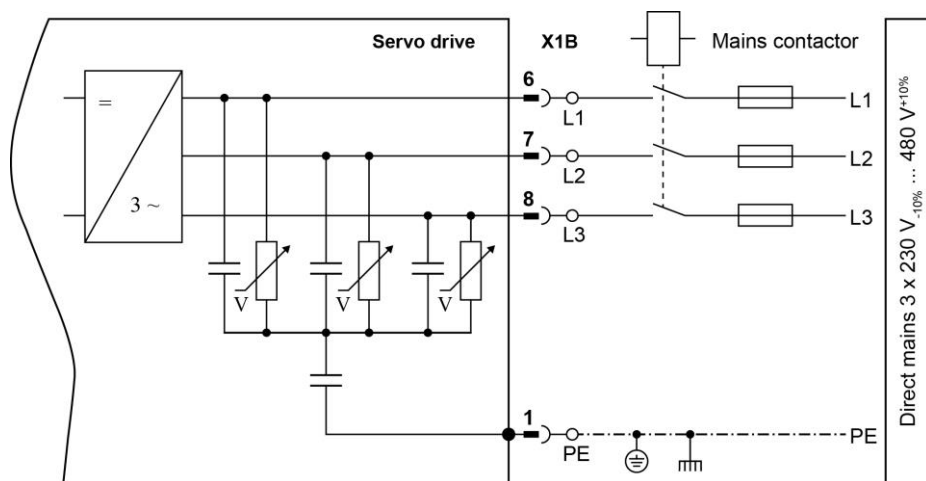 Servo drive
X1B
Mains contactor
=
3 ~
6
L1
L1
7
L2
L2
8
L3
L3
V
V
V
1
PE
PE
Direct mains 3 x 230 V-10% ... 480 V+10%